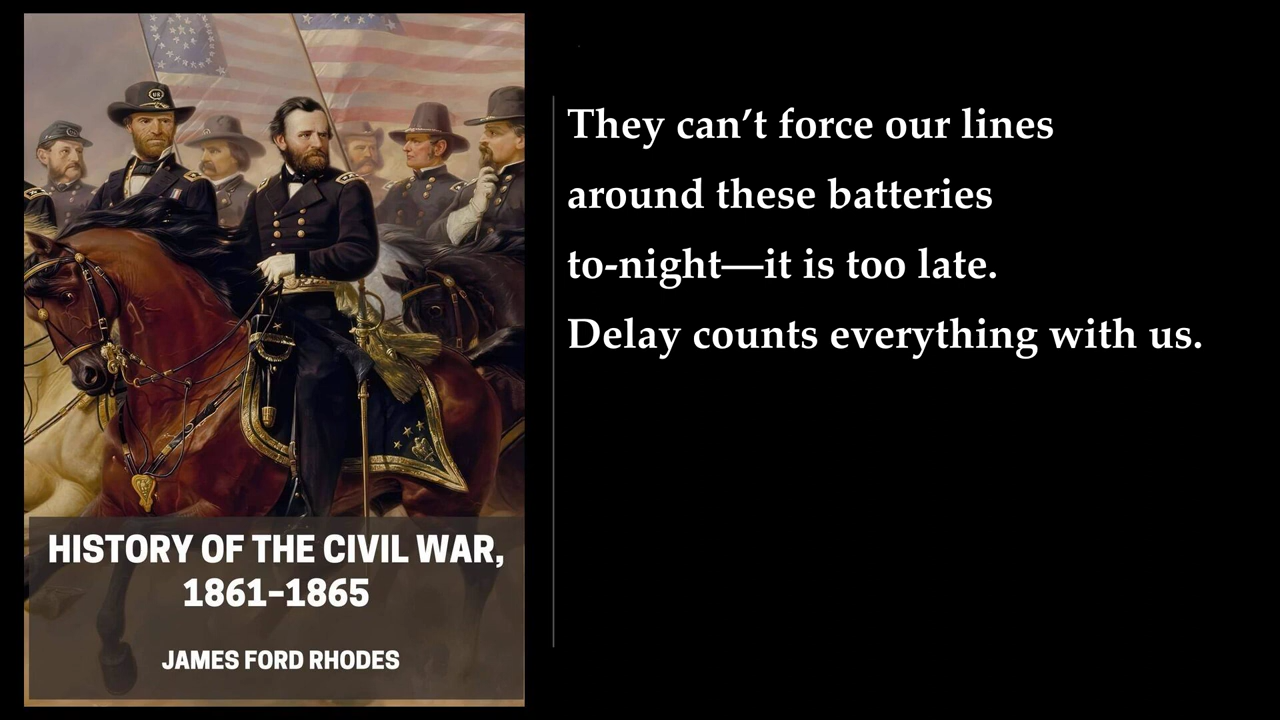 HISTORY OF THE CIVIL WAR,
1861–1865
JAMES FORD RHODES
They can’t force our lines
around these batteries
to-night—it is too late.
Delay counts everything with us.